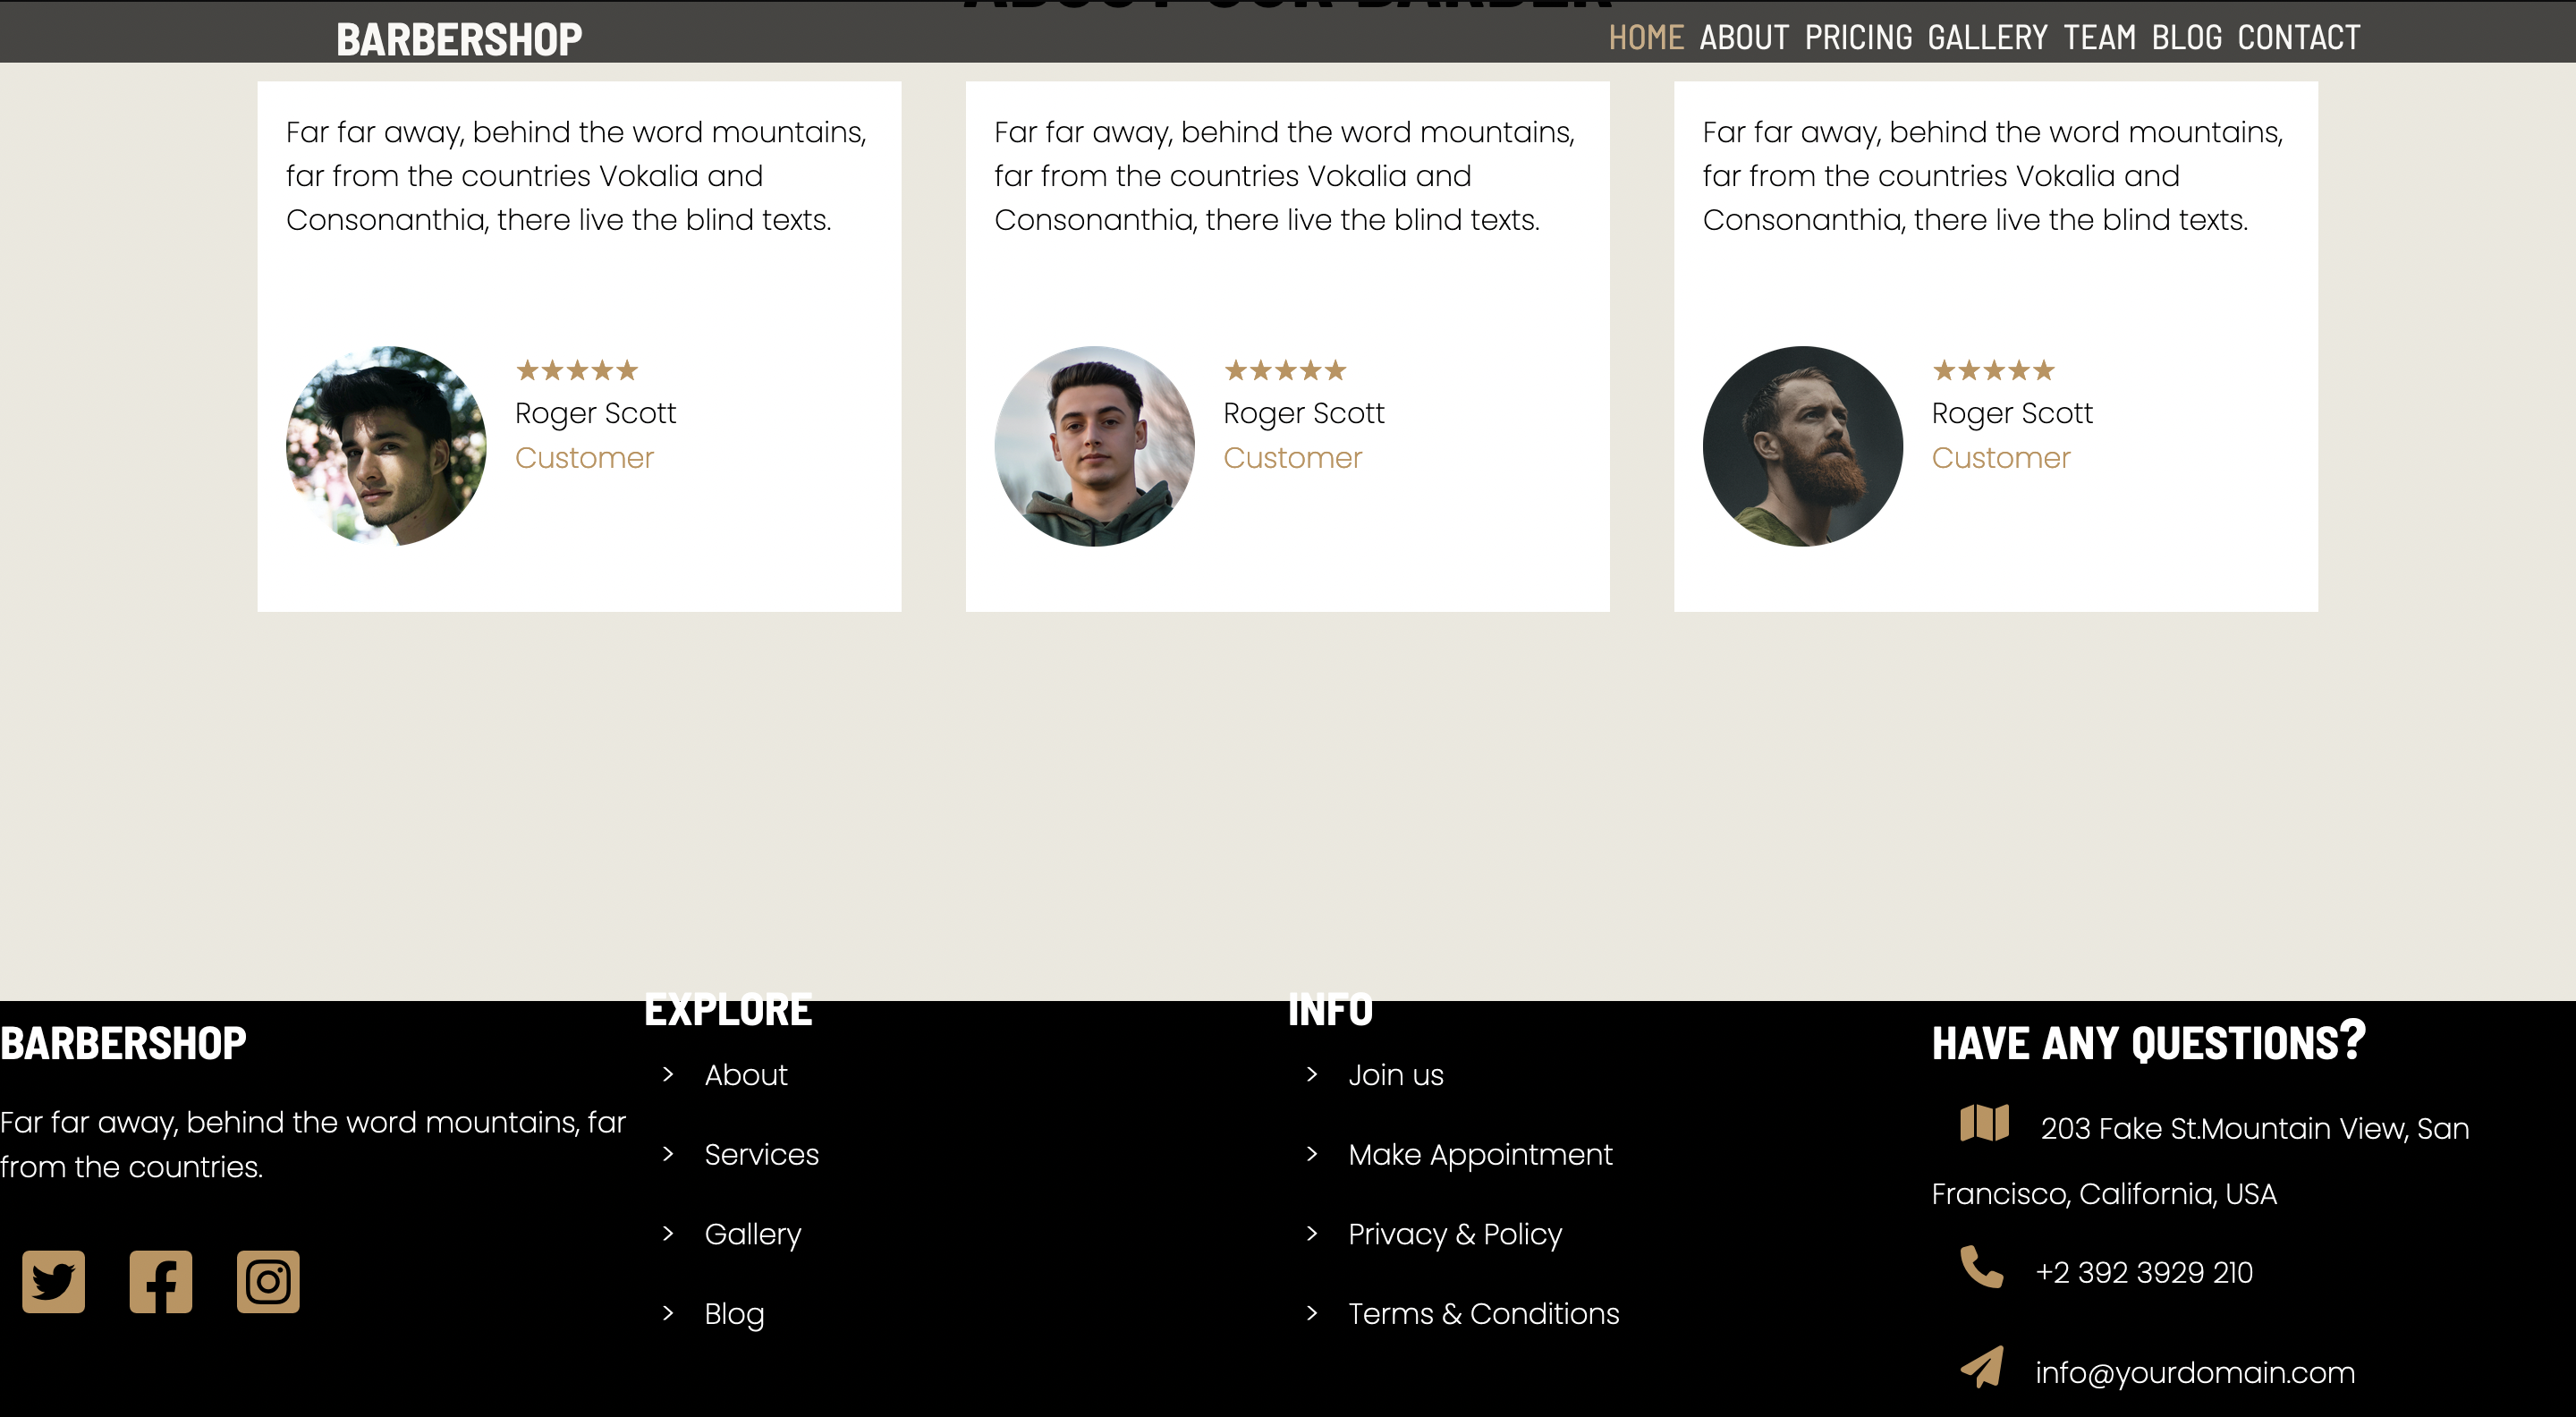 ABOUT OUR BARBER
BARBERSHOP
HOME ABOUT PRICING GALLERY TEAM BLOG CONTACT
Far far away, behind the word mountains,
far from the countries Vokalia and
Consonanthia, there live the blind texts.
★★★★★
Roger Scott
Customer
Far far away, behind the word mountains,
far from the countries Vokalia and
Consonanthia, there live the blind texts.
★★★★★
Roger Scott
Customer
Far far away, behind the word mountains,
far from the countries Vokalia and
Consonanthia, there live the blind texts.
★★★★★
Roger Scott
Customer
BARBERSHOP
Far far away, behind the word mountains, far
from the countries.
EXPLORE
> About
> Services
> Gallery
> Blog
INFO
> Join us
> Make Appointment
> Privacy & Policy
> Terms & Conditions
HAVE ANY QUESTIONS?
203 Fake St.Mountain View, San
Francisco, California, USA
+2 392 3929 210
info@yourdomain.com